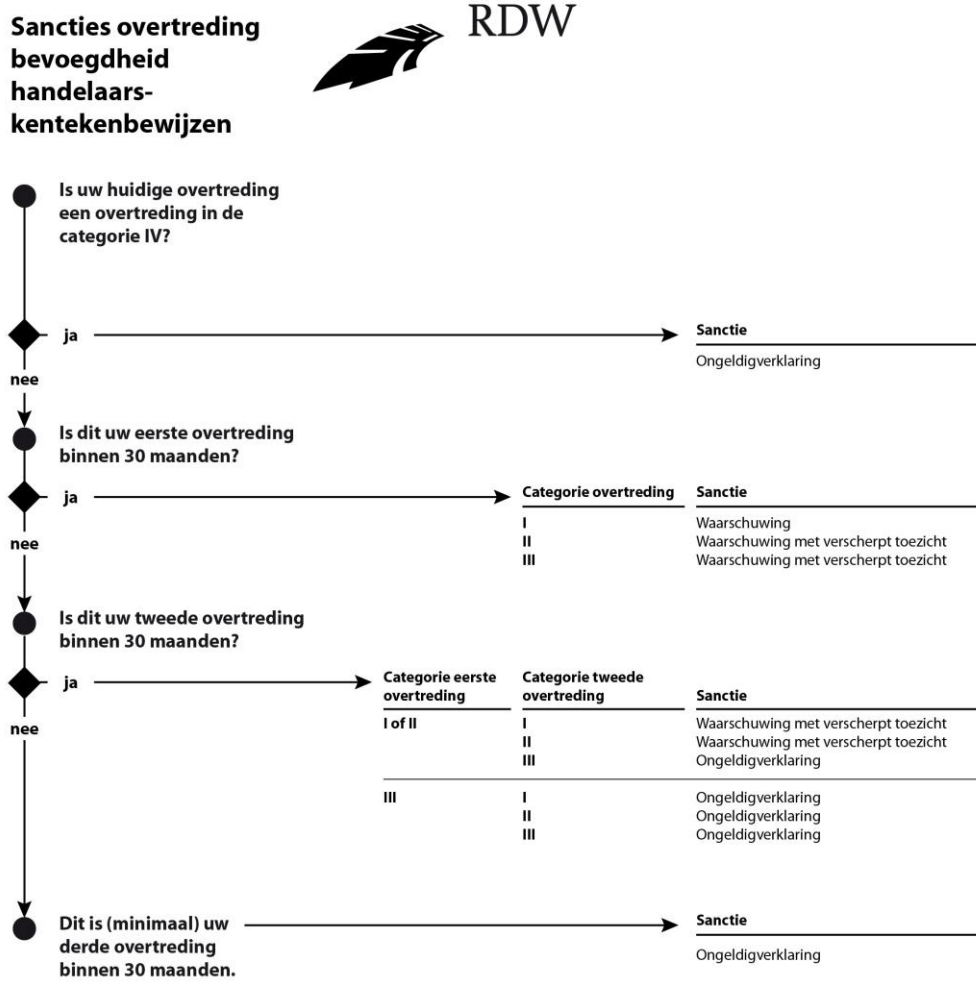 Sancties overtreding
bevoegdheid
handelaars-
kentekenbewijzen
RDW
Is uw huidige overtreding
een overtreding in de
categorie IV?
ja
Sanctie
Ongeldigverklaring
nee
Is dit uw eerste overtreding
binnen 30 maanden?
ja
Categorie overtreding Sanctie
I Waarschuwing
II Waarschuwing met verscherpt toezicht
III Waarschuwing met verscherpt toezicht
nee
Is dit uw tweede overtreding
binnen 30 maanden?
ja
Categorie eerste Categorie tweede
overtreding overtreding Sanctie
I of II I Waarschuwing met verscherpt toezicht
II Waarschuwing met verscherpt toezicht
III Ongeldigverklaring
III I Ongeldigverklaring
II Ongeldigverklaring
III Ongeldigverklaring
nee
Dit is (minimaal) uw
derde overtreding
binnen 30 maanden.
Sanctie
Ongeldigverklaring